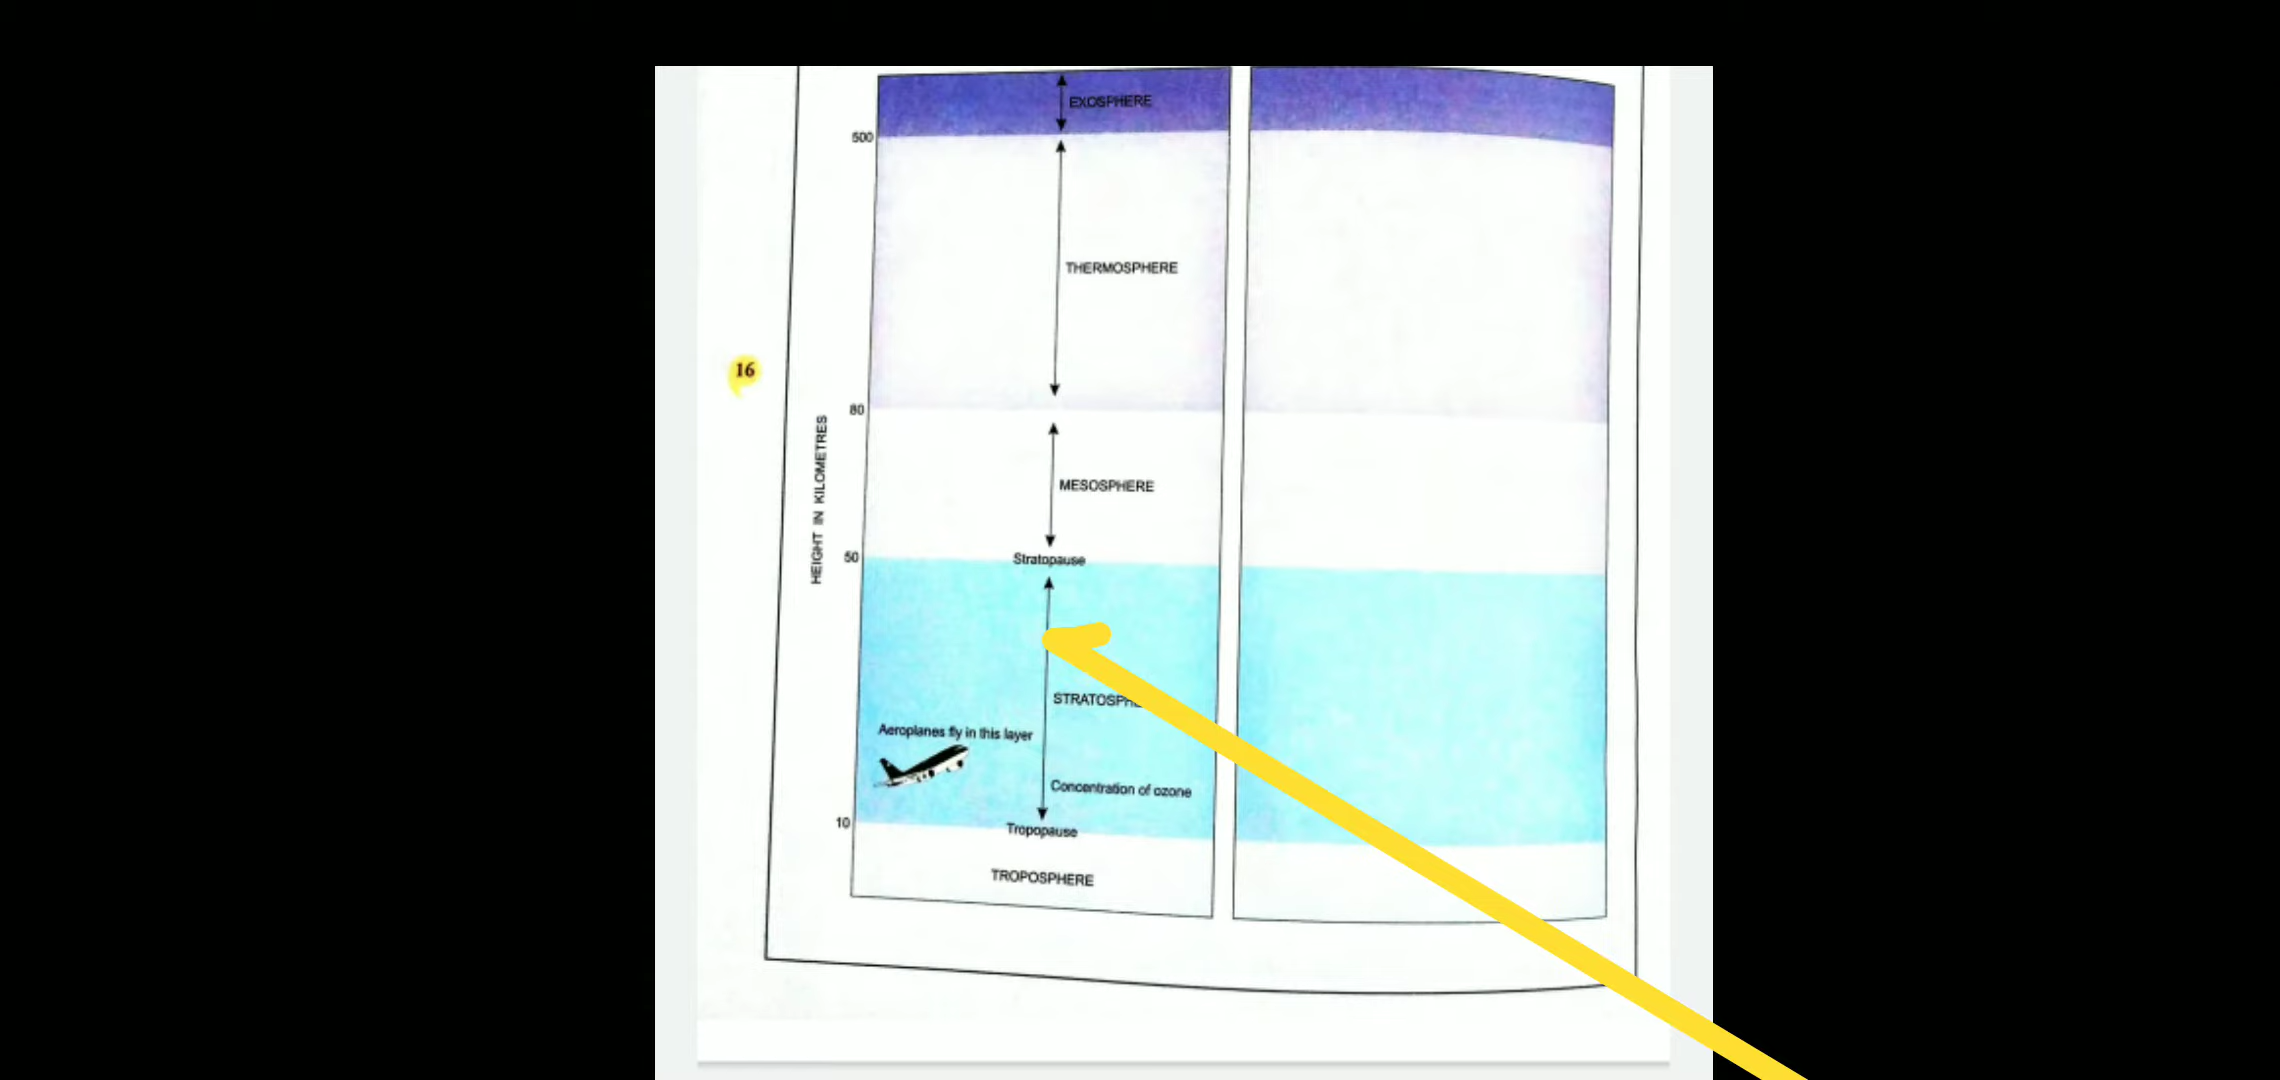 EXOSPHERE
500
THERMOSPHERE
16
80
HEIGHT IN KILOMETRES
MESOSPHERE
Stratopause
50
STRATOSPHE
Aeroplanes fly in this layer
Concentration of ozone
10
Tropopause
TROPOSPHERE